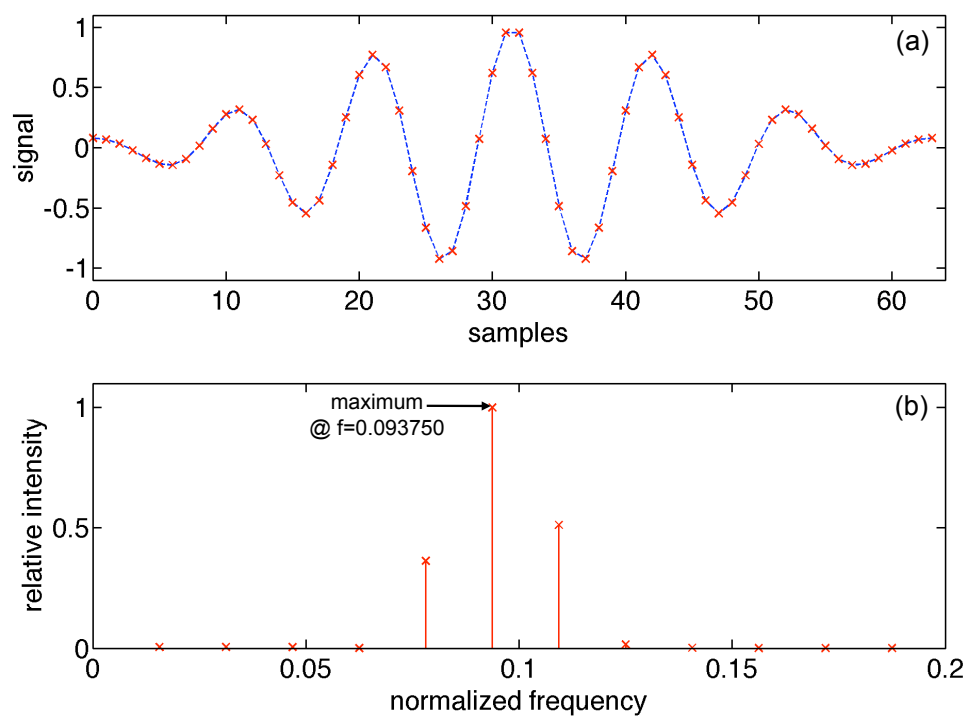 (a)
1
0.5
0
-0.5
-1
signal
0 10 20 30 40 50 60
samples
(b)
maximum
@ f=0.093750
1
0.5
0
relative intensity
0 0.05 0.1 0.15 0.2
normalized frequency